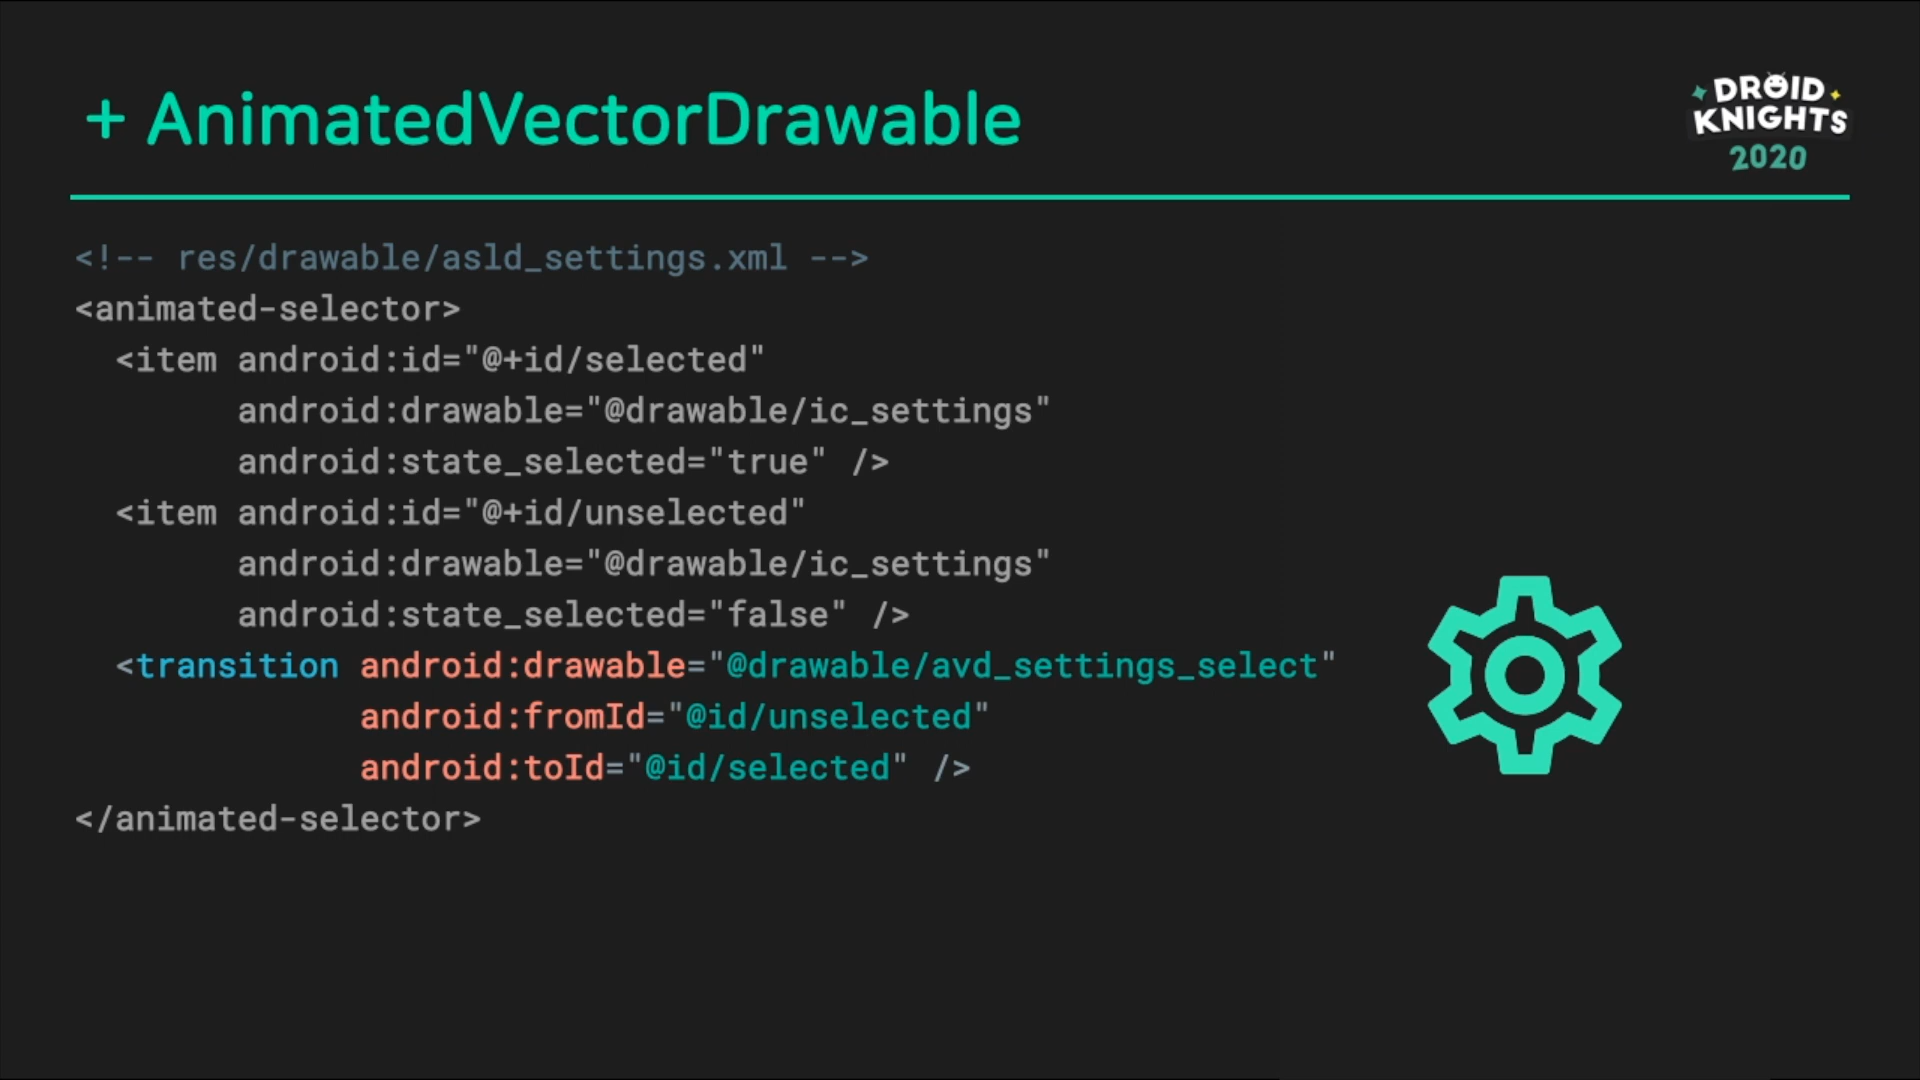 + AnimatedVectorDrawable
DROID
KNIGHTS
2020
<!-- res/drawable/asld_settings.xml -->
<animated-selector>
  <item android:id="@+id/selected"
        android:drawable="@drawable/ic_settings"
        android:state_selected="true" />
  <item android:id="@+id/unselected"
        android:drawable="@drawable/ic_settings"
        android:state_selected="false" />
  <transition android:drawable="@drawable/avd_settings_select"
              android:fromId="@id/unselected"
              android:toId="@id/selected" />
</animated-selector>